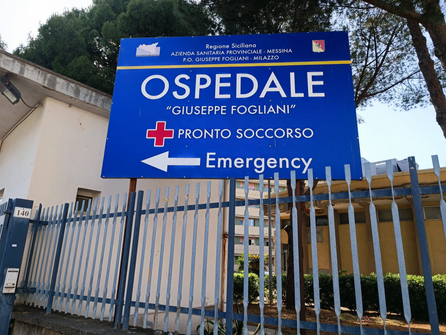 Regione Siciliana
AZIENDA SANITARIA PROVINCIALE - MESSINA
P.O. GIUSEPPE FOGLIANI - MILAZZO
OSPEDALE
"GIUSEPPE FOGLIANI"
PRONTO SOCCORSO
Emergency
140